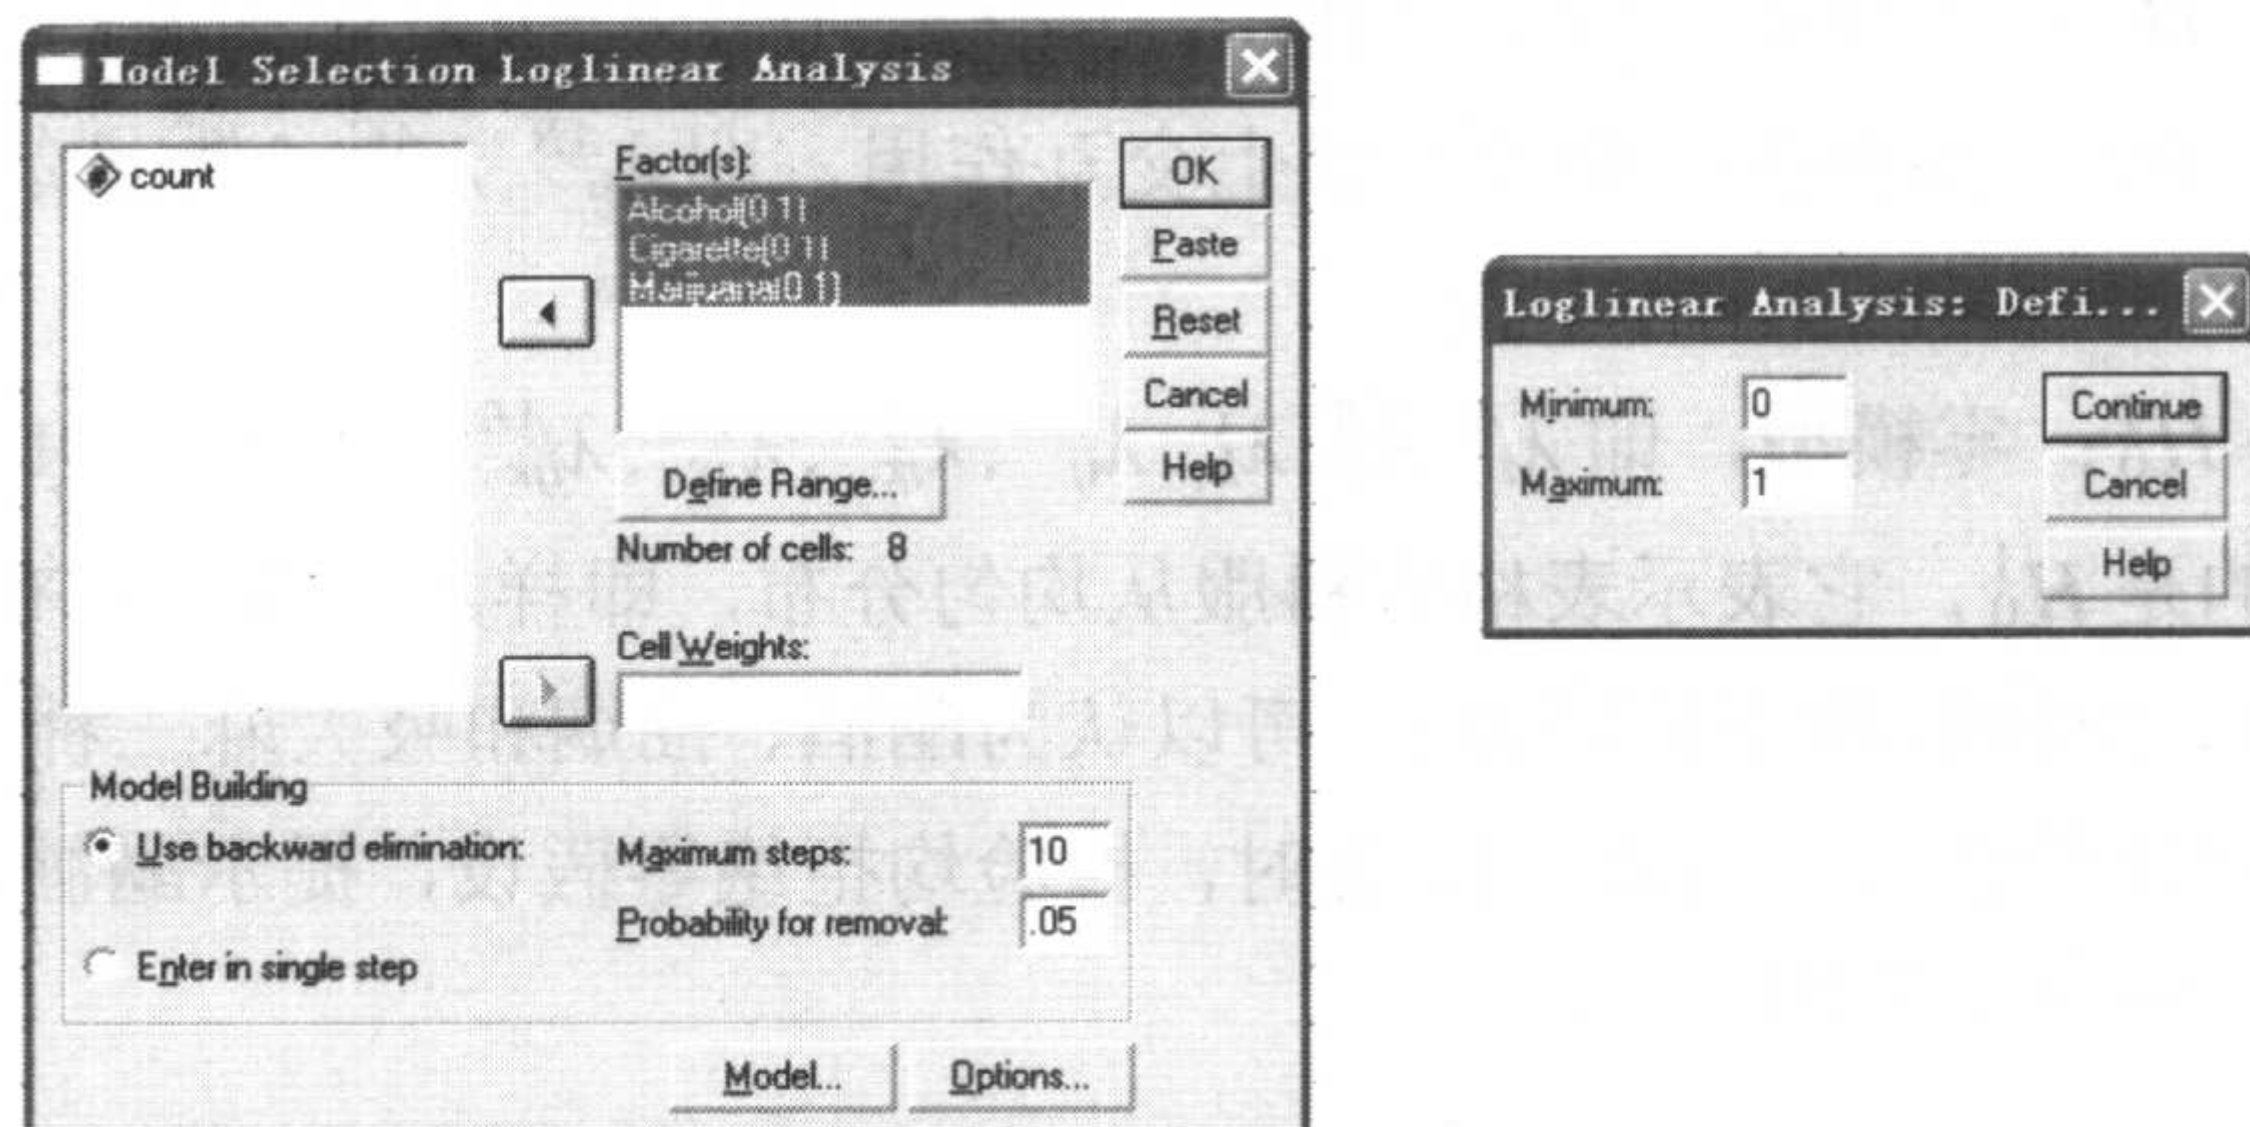 Model Selection Loglinear Analysis
count
Factor(s):
Alcohol(0 1)
Cigarette(0 1)
Marijuana(0 1)
OK
Paste
Reset
Cancel
Help
Define Range...
Number of cells: 8
Cell Weights:
Model Building
Use backward elimination:
Maximum steps: 10
Probability for removal: .05
Enter in single step
Model...
Options...
Loglinear Analysis: Defi...
Minimum: 0
Maximum: 1
Continue
Cancel
Help